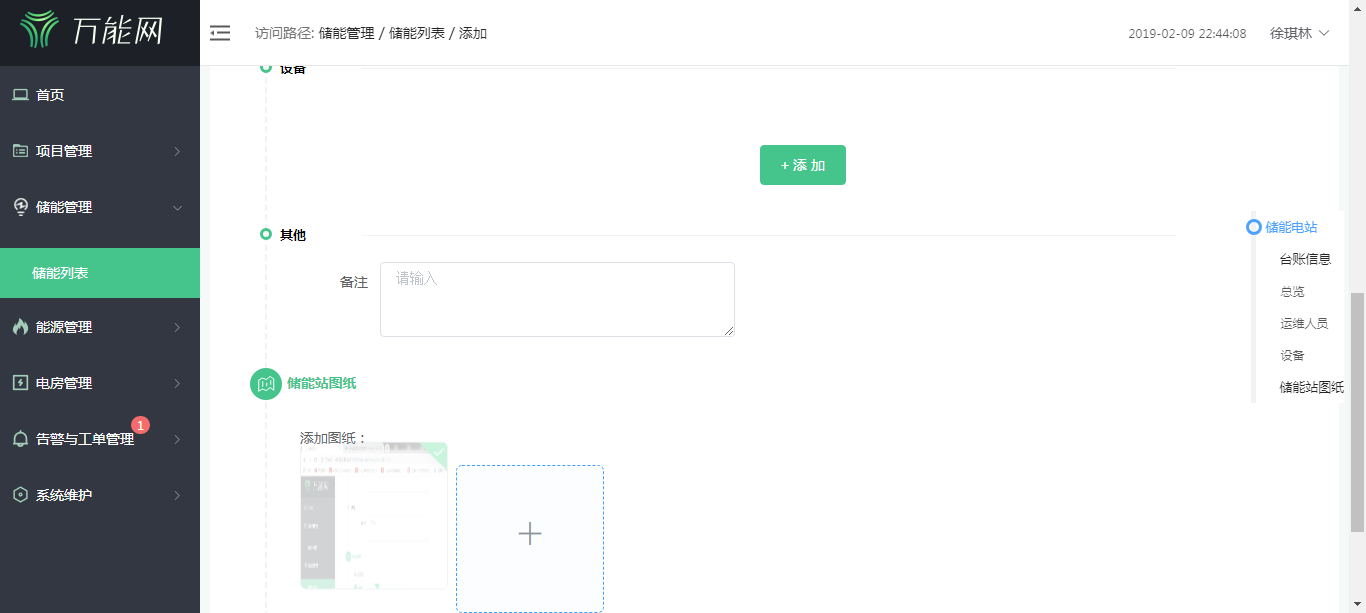 万能网
访问路径: 储能管理 / 储能列表 / 添加
2019-02-09 22:44:08 徐琪林
首页
项目管理
储能管理
储能列表
能源管理
电房管理
告警与工单管理
1
系统维护
设备
+ 添 加
其他
备注
请输入
储能站图纸
添加图纸：
储能电站
台账信息
总览
运维人员
设备
储能站图纸